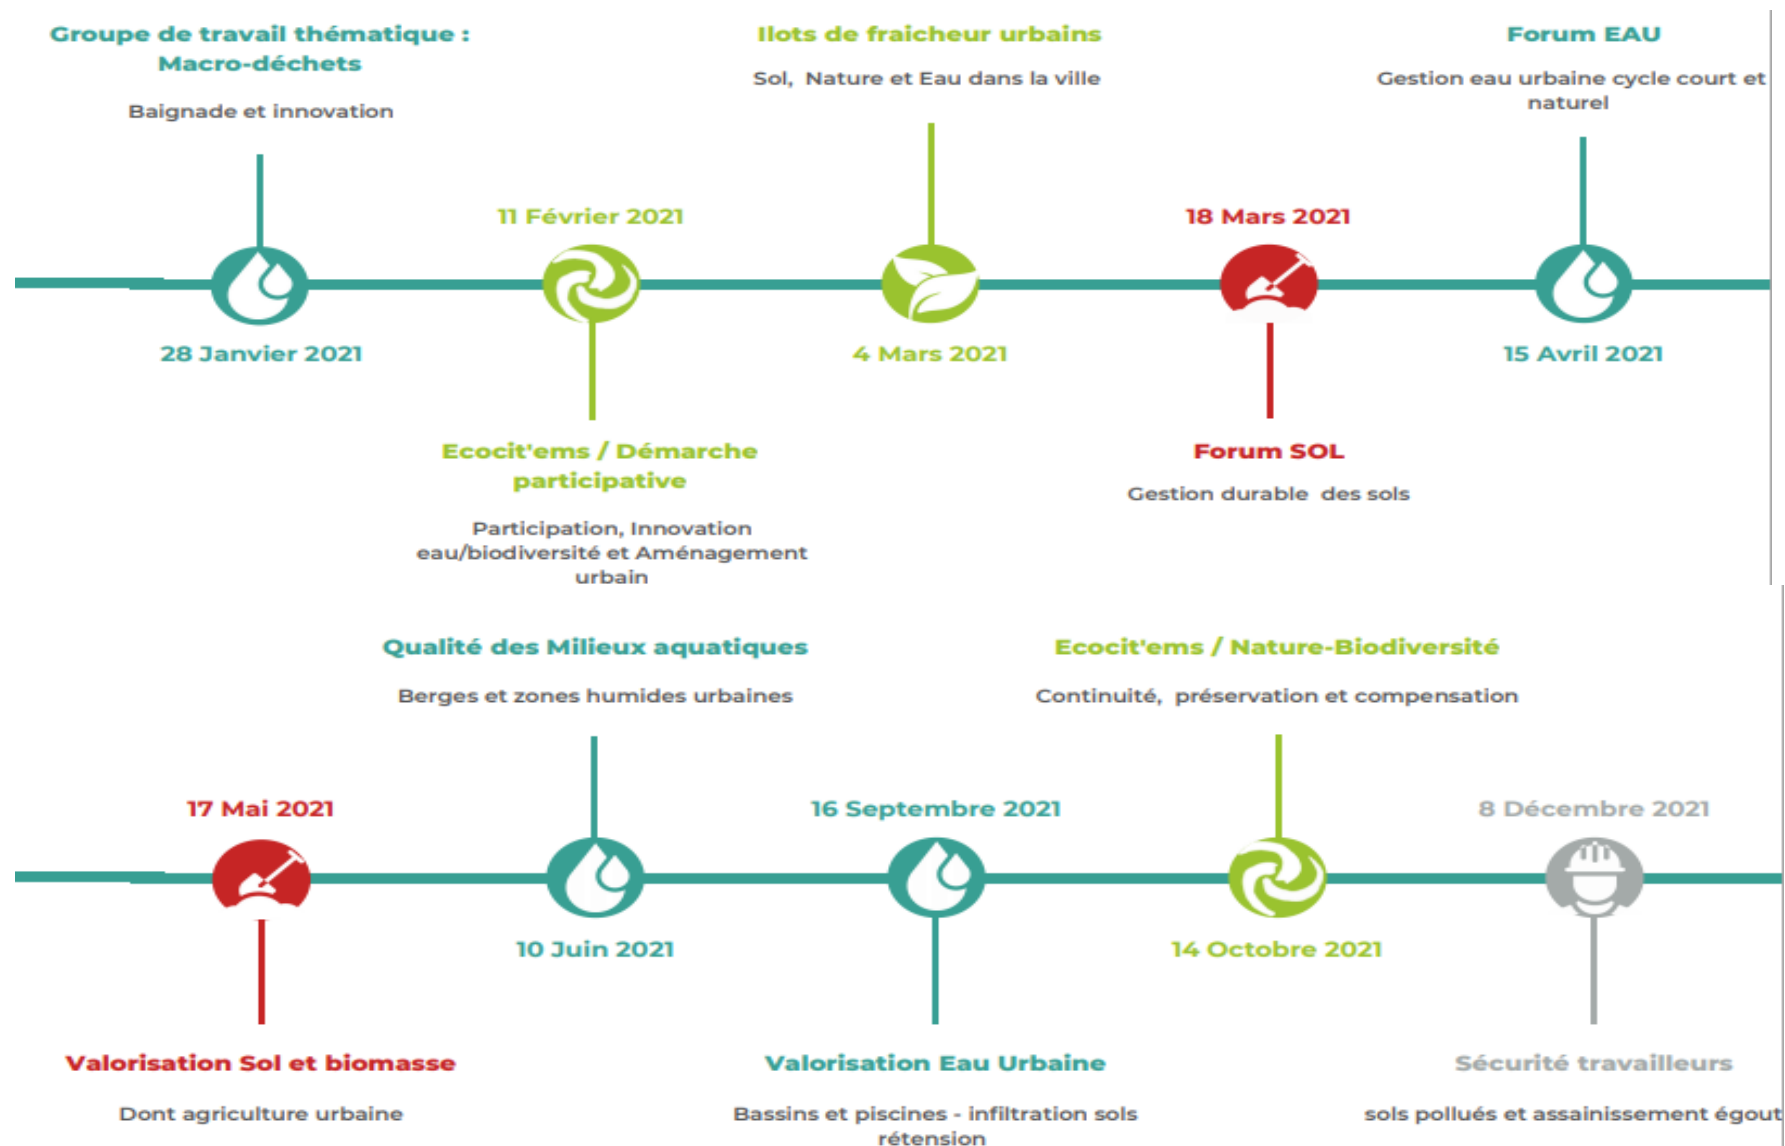 Groupe de travail thématique :
Macro-déchets
Baignade et innovation
28 Janvier 2021
11 Février 2021
Ecocit'ems / Démarche
participative
Participation, Innovation
eau/biodiversité et Aménagement
urbain
Ilots de fraicheur urbains
Sol, Nature et Eau dans la ville
4 Mars 2021
18 Mars 2021
Forum SOL
Gestion durable des sols
Forum EAU
Gestion eau urbaine cycle court et
naturel
15 Avril 2021
17 Mai 2021
Valorisation Sol et biomasse
Dont agriculture urbaine
Qualité des Milieux aquatiques
Berges et zones humides urbaines
10 Juin 2021
16 Septembre 2021
Valorisation Eau Urbaine
Bassins et piscines - infiltration sols
rétension
Ecocit'ems / Nature-Biodiversité
Continuité, préservation et compensation
14 Octobre 2021
8 Décembre 2021
Sécurité travailleurs
sols pollués et assainissement égout